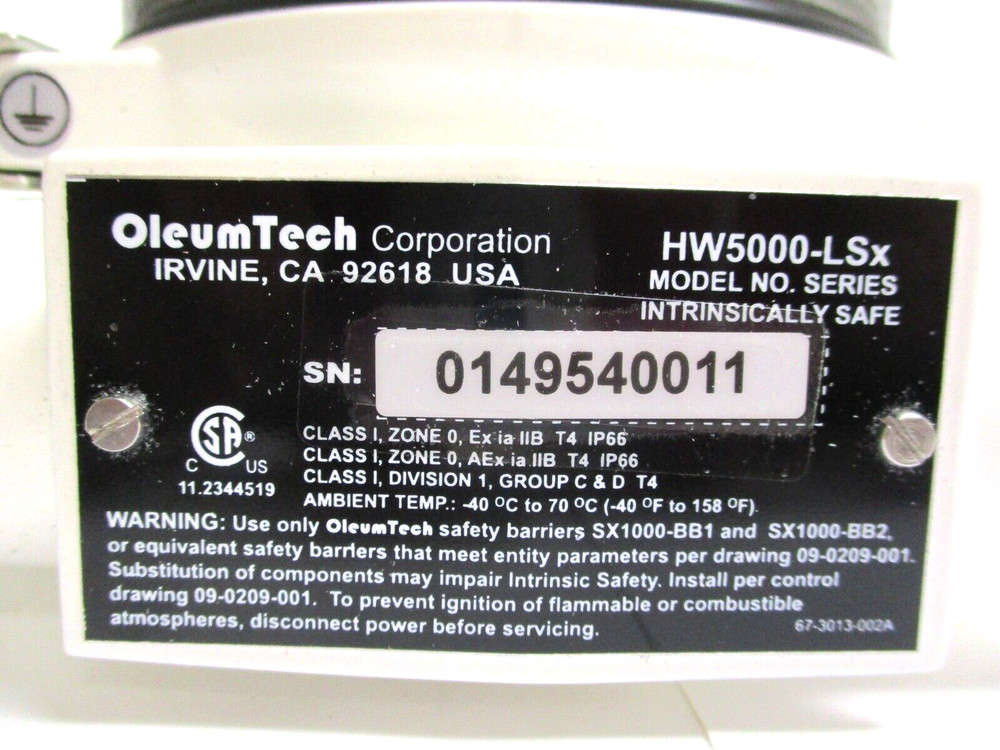 OleumTech Corporation
IRVINE, CA 92618 USA
HW5000-LSx
MODEL NO. SERIES
INTRINSICALLY SAFE
SN: 0149540011
CSA®
C US
11.2344519
CLASS I, ZONE 0, Ex ia IIB T4 IP66
CLASS I, ZONE 0, AEx ia IIB T4 IP66
CLASS I, DIVISION 1, GROUP C & D T4
AMBIENT TEMP.: -40 ºC to 70 ºC (-40 ºF to 158 ºF).
WARNING: Use only OleumTech safety barriers SX1000-BB1 and SX1000-BB2,
or equivalent safety barriers that meet entity parameters per drawing 09-0209-001.
Substitution of components may impair Intrinsic Safety. Install per control
drawing 09-0209-001. To prevent ignition of flammable or combustible
atmospheres, disconnect power before servicing.
67-3013-002A